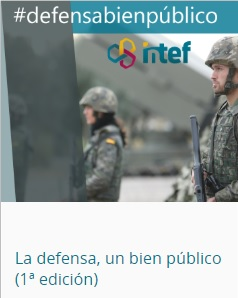 #defensabienpúblico
intef
La defensa, un bien público
(1ª edición)